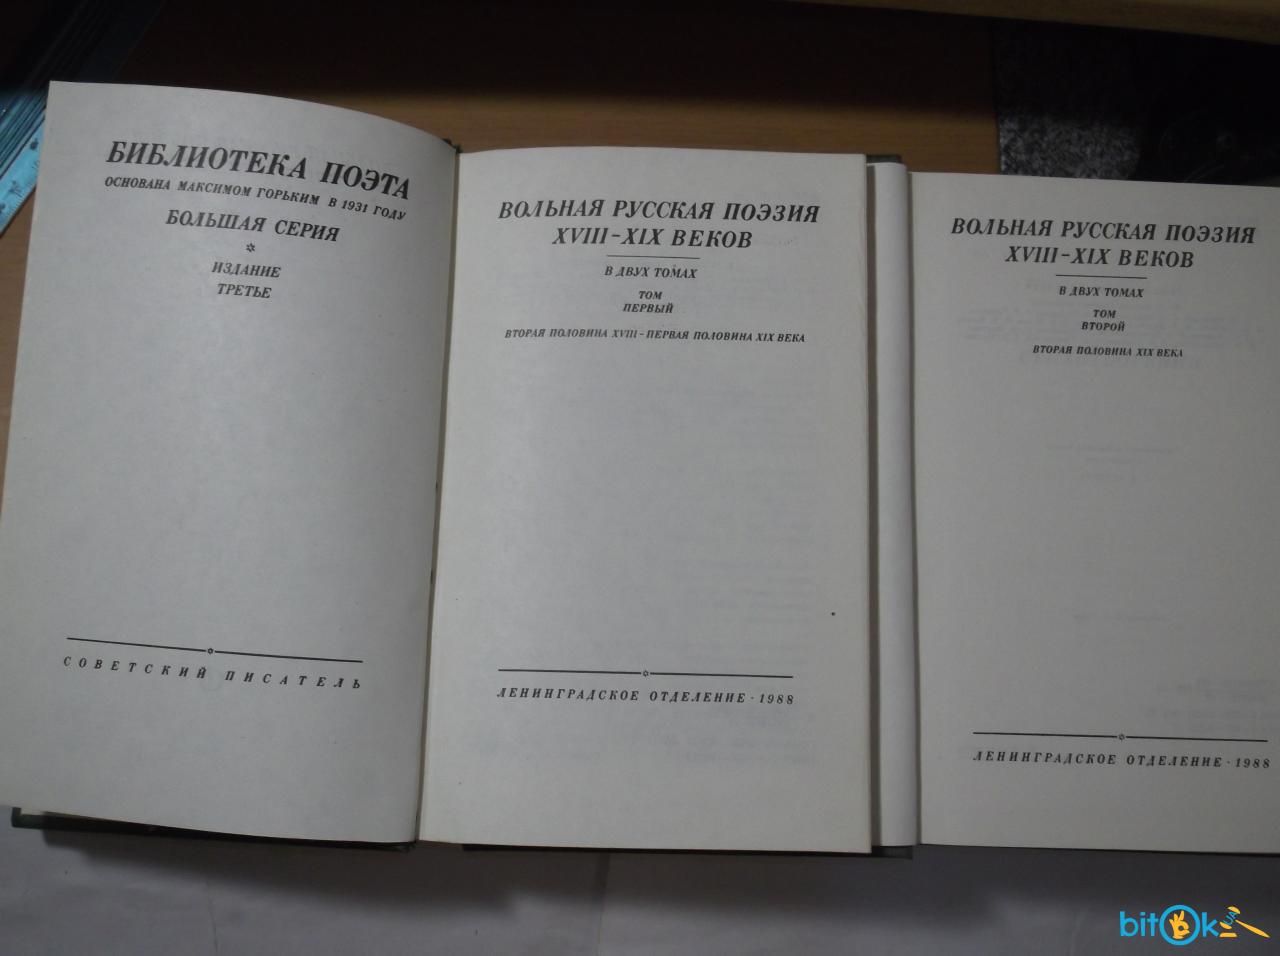 БИБЛИОТЕКА ПОЭТА
ОСНОВАНА МАКСИМОМ ГОРЬКИМ В 1931 ГОДУ
БОЛЬШАЯ СЕРИЯ
ИЗДАНИЕ
ТРЕТЬЕ
СОВЕТСКИЙ ПИСАТЕЛЬ
ВОЛЬНАЯ РУССКАЯ ПОЭЗИЯ
XVIII–XIX ВЕКОВ
В ДВУХ ТОМАХ
ТОМ
ПЕРВЫЙ
ВТОРАЯ ПОЛОВИНА XVIII – ПЕРВАЯ ПОЛОВИНА XIX ВЕКА
ЛЕНИНГРАДСКОЕ ОТДЕЛЕНИЕ · 1988
ВОЛЬНАЯ РУССКАЯ ПОЭЗИЯ
XVIII–XIX ВЕКОВ
В ДВУХ ТОМАХ
ТОМ
ВТОРОЙ
ВТОРАЯ ПОЛОВИНА XIX ВЕКА
ЛЕНИНГРАДСКОЕ ОТДЕЛЕНИЕ · 1988
bitOk UA